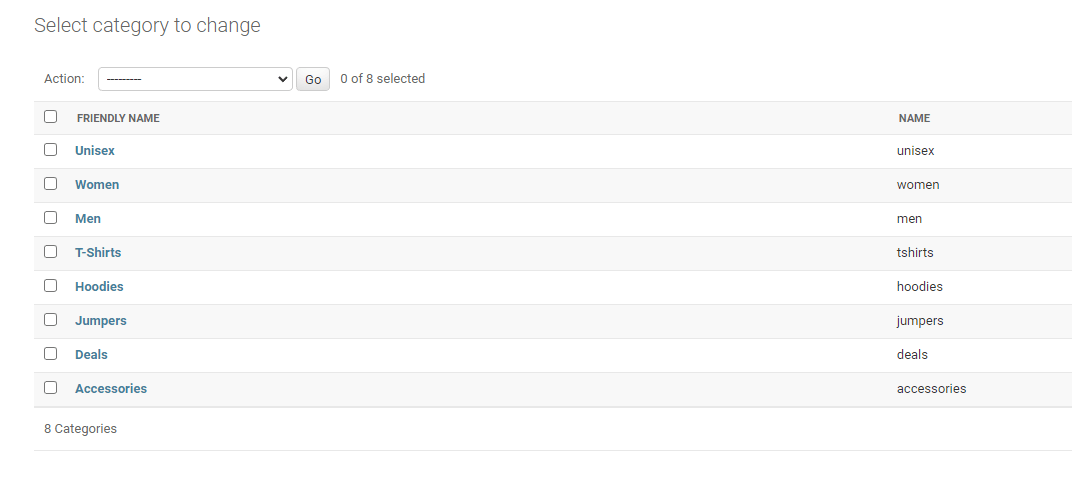 Select category to change
Action: --------- Go 0 of 8 selected
FRIENDLY NAME NAME
Unisex unisex
Women women
Men men
T-Shirts tshirts
Hoodies hoodies
Jumpers jumpers
Deals deals
Accessories accessories
8 Categories